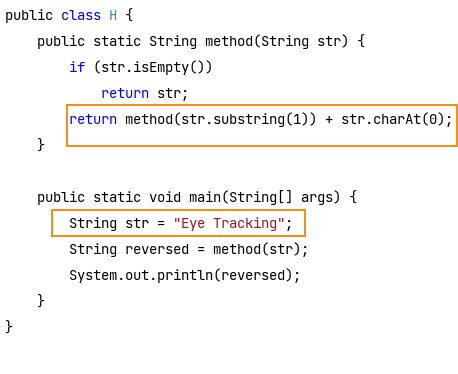 public class H {
    public static String method(String str) {
        if (str.isEmpty())
            return str;
        return method(str.substring(1)) + str.charAt(0);
    }

    public static void main(String[] args) {
        String str = "Eye Tracking";
        String reversed = method(str);
        System.out.println(reversed);
    }
}